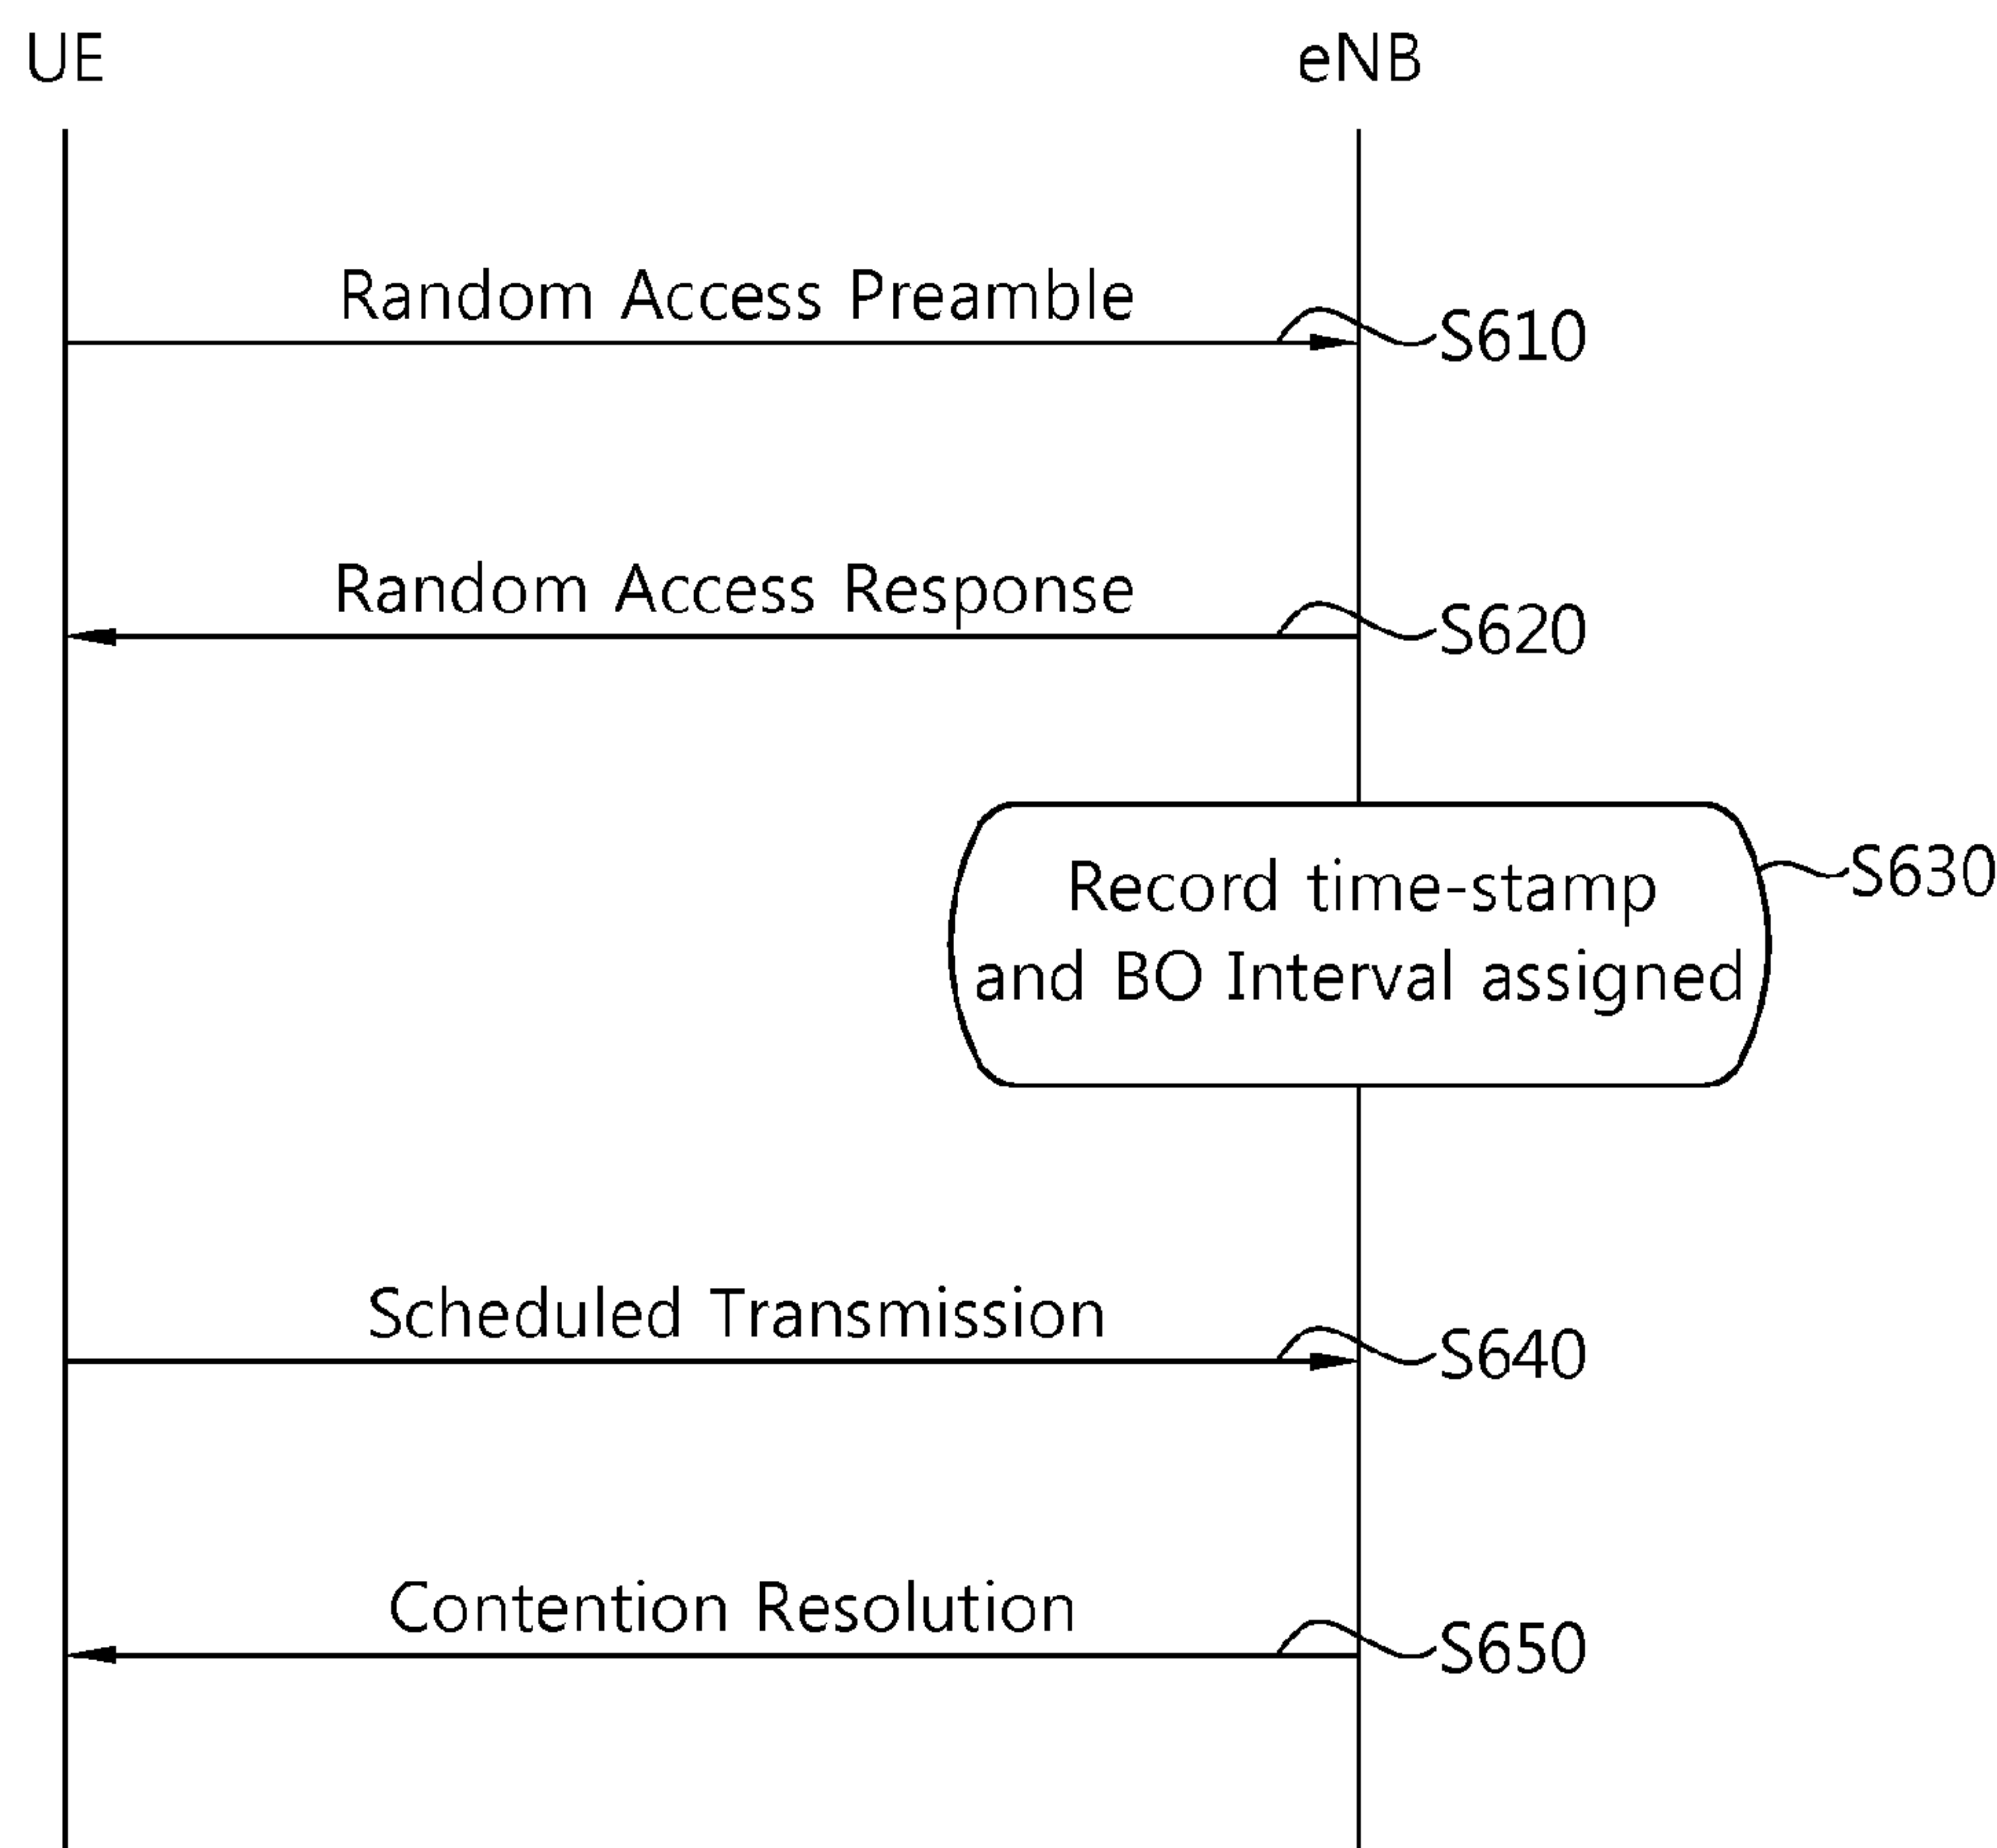 UE
eNB
Random Access Preamble
S610
Random Access Response
S620
Record time-stamp
and BO Interval assigned
S630
Scheduled Transmission
S640
Contention Resolution
S650